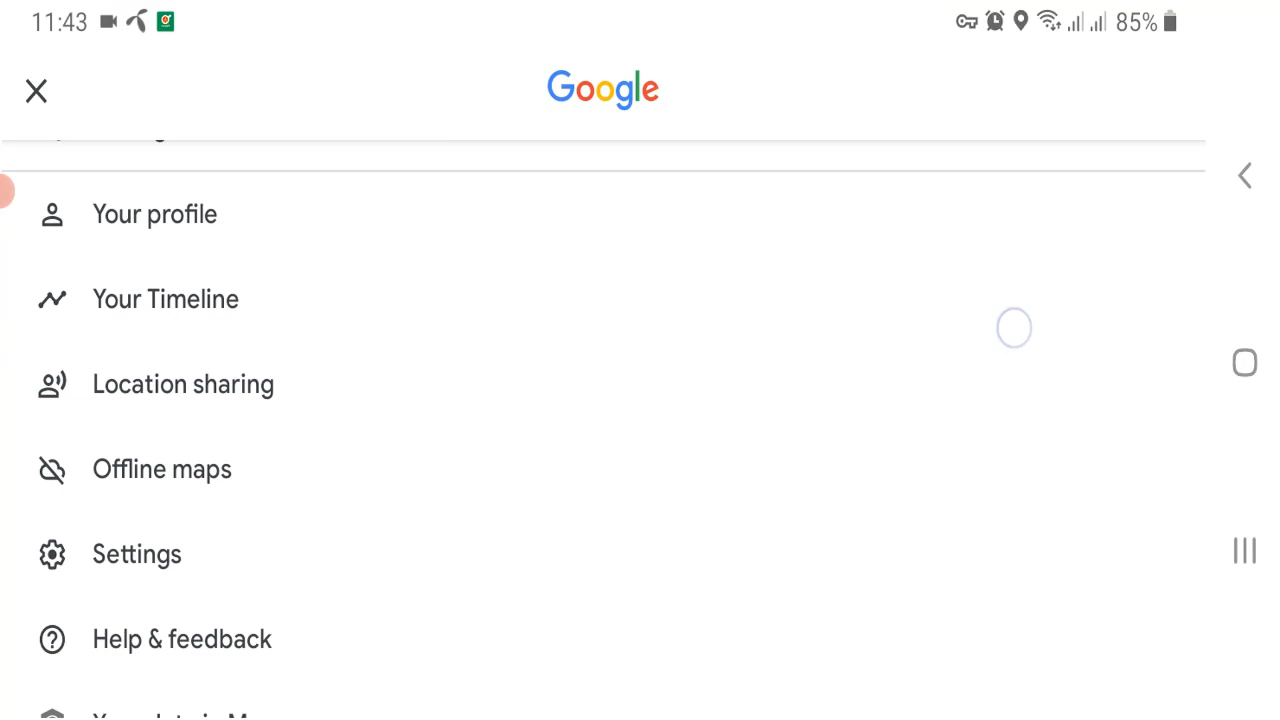 11:43 85%
Google
Your profile
Your Timeline
Location sharing
Offline maps
Settings
Help & feedback